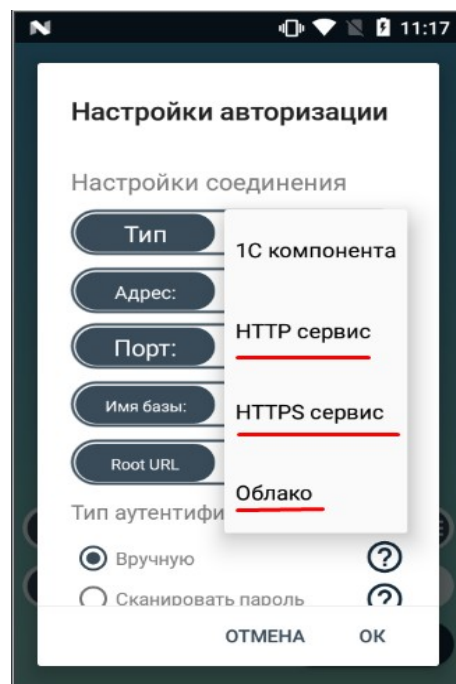 11:17
Настройки авторизации
Настройки соединения
Тип
1С компонента
Адрес:
HTTP сервис
Порт:
Имя базы:
HTTPS сервис
Root URL
Облако
Тип аутентифи
Вручную
Сканировать пароль
ОТМЕНА ОК